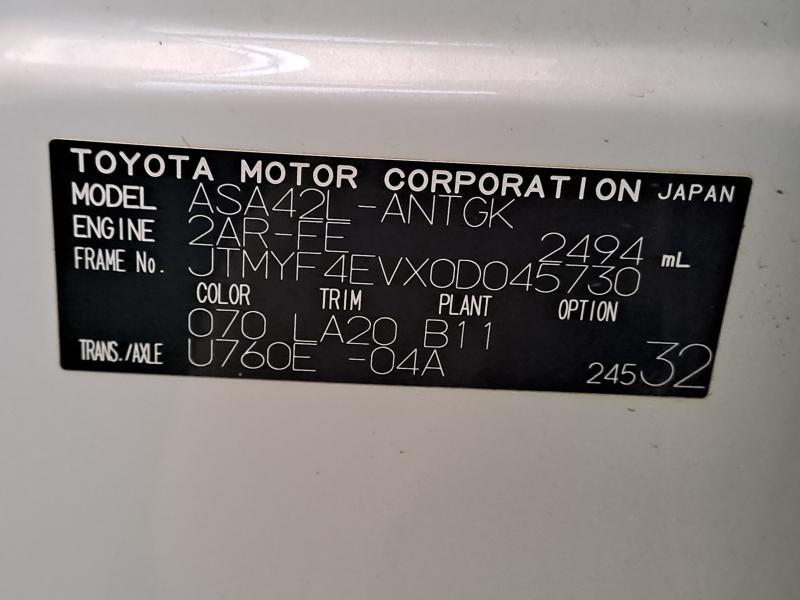 TOYOTA MOTOR CORPORATION JAPAN
MODEL ASA42L-ANTGK
ENGINE 2AR-FE 2494 mL
FRAME No. JTMYF4EVX0D045730
COLOR TRIM PLANT OPTION
070 LA20 B11
TRANS./AXLE U760E -04A 24532